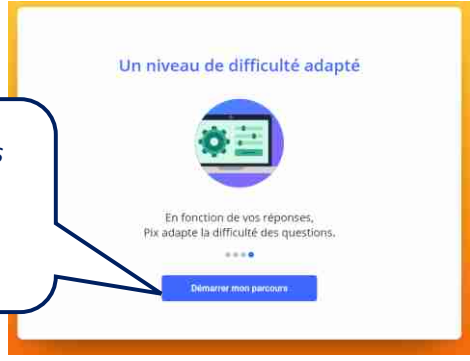 Un niveau de difficulté adapté
s
En fonction de vos réponses,
Pix adapte la difficulté des questions.
Démarrer mon parcours